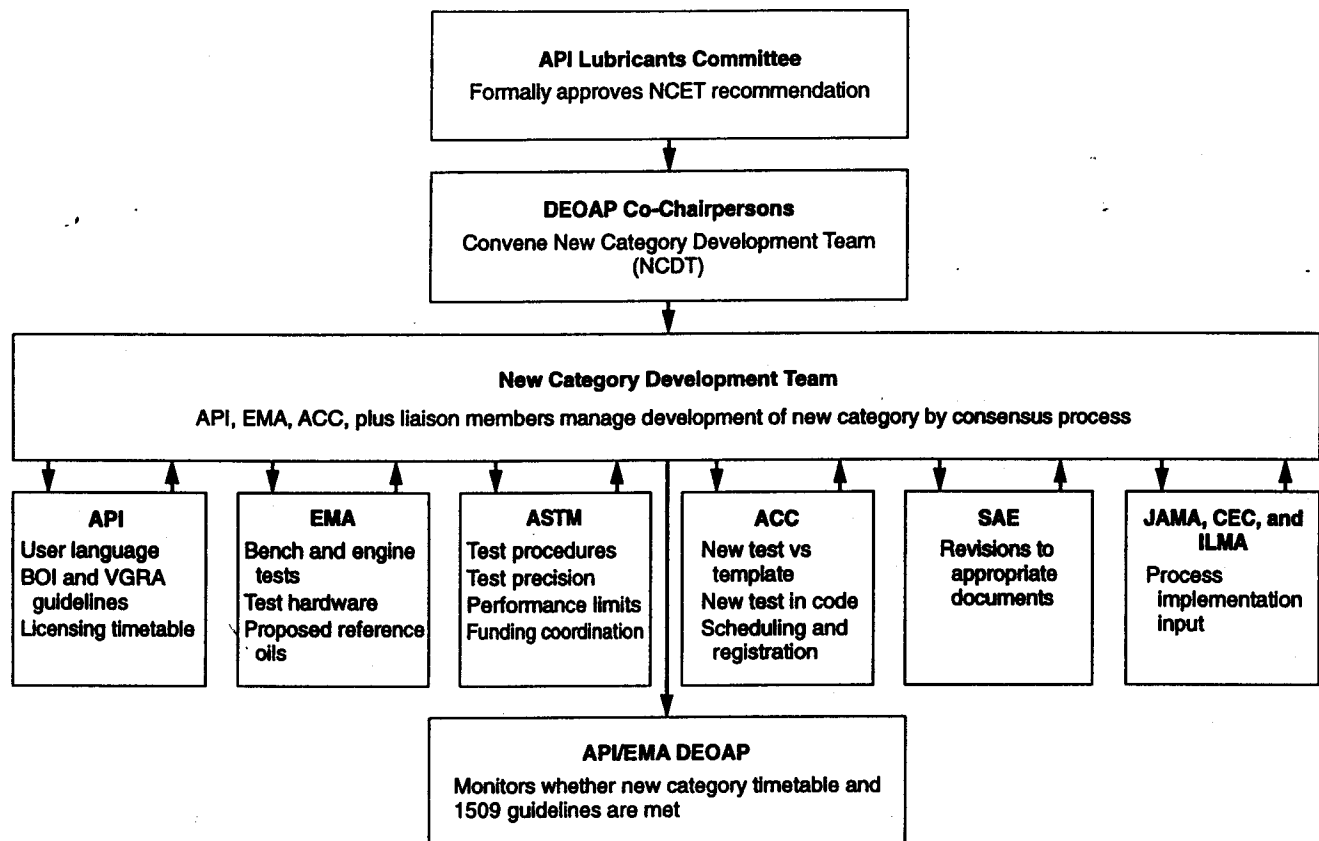 API Lubricants Committee
Formally approves NCET recommendation
DEOAP Co-Chairpersons
Convene New Category Development Team
(NCDT)
New Category Development Team
API, EMA, ACC, plus liaison members manage development of new category by consensus process
API
User language
BOI and VGRA
guidelines
Licensing timetable
EMA
Bench and engine
tests
Test hardware
Proposed reference
oils
ASTM
Test procedures
Test precision
Performance limits
Funding coordination
ACC
New test vs
template
New test in code
Scheduling and
registration
SAE
Revisions to
appropriate
documents
JAMA, CEC, and
ILMA
Process
implementation
input
API/EMA DEOAP
Monitors whether new category timetable and
1509 guidelines are met